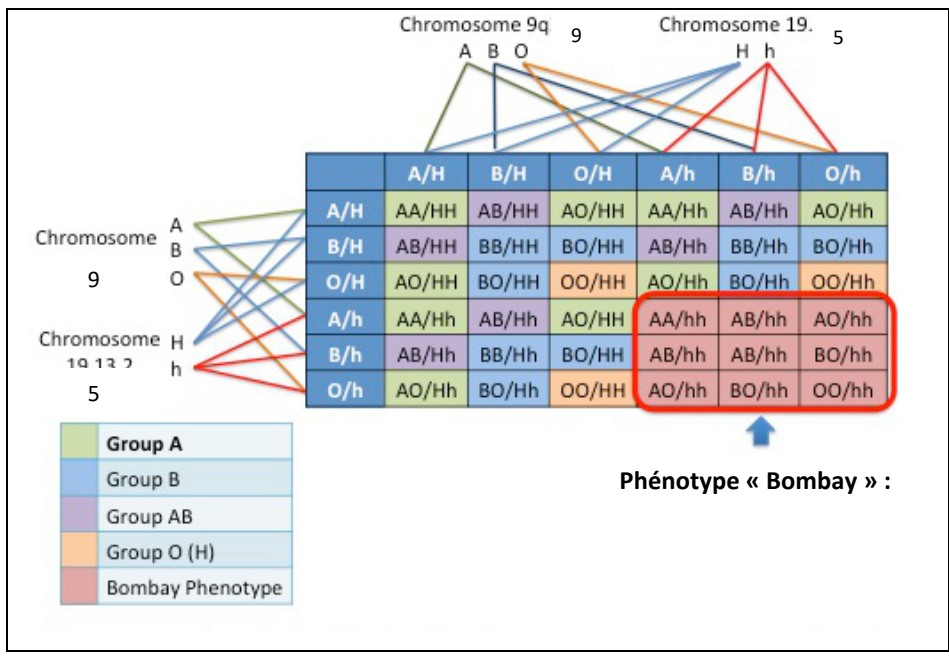 Chromosome 9q 9 Chromosome 19. 5
A B O H h
A/H B/H O/H A/h B/h O/h
A/H AA/HH AB/HH AO/HH AA/Hh AB/Hh AO/Hh
B/H AB/HH BB/HH BO/HH AB/Hh BB/Hh BO/Hh
O/H AO/HH BO/HH OO/HH AO/Hh BO/Hh OO/Hh
A/h AA/Hh AB/Hh AO/HH AA/hh AB/hh AO/hh
B/h AB/Hh BB/Hh BO/HH AB/hh AB/hh BO/hh
O/h AO/Hh BO/Hh OO/HH AO/hh BO/hh OO/hh
Chromosome
9
A
B
O
Chromosome
19 13 2
5
H
h
Group A
Group B
Group AB
Group O (H)
Bombay Phenotype
Phénotype « Bombay » :